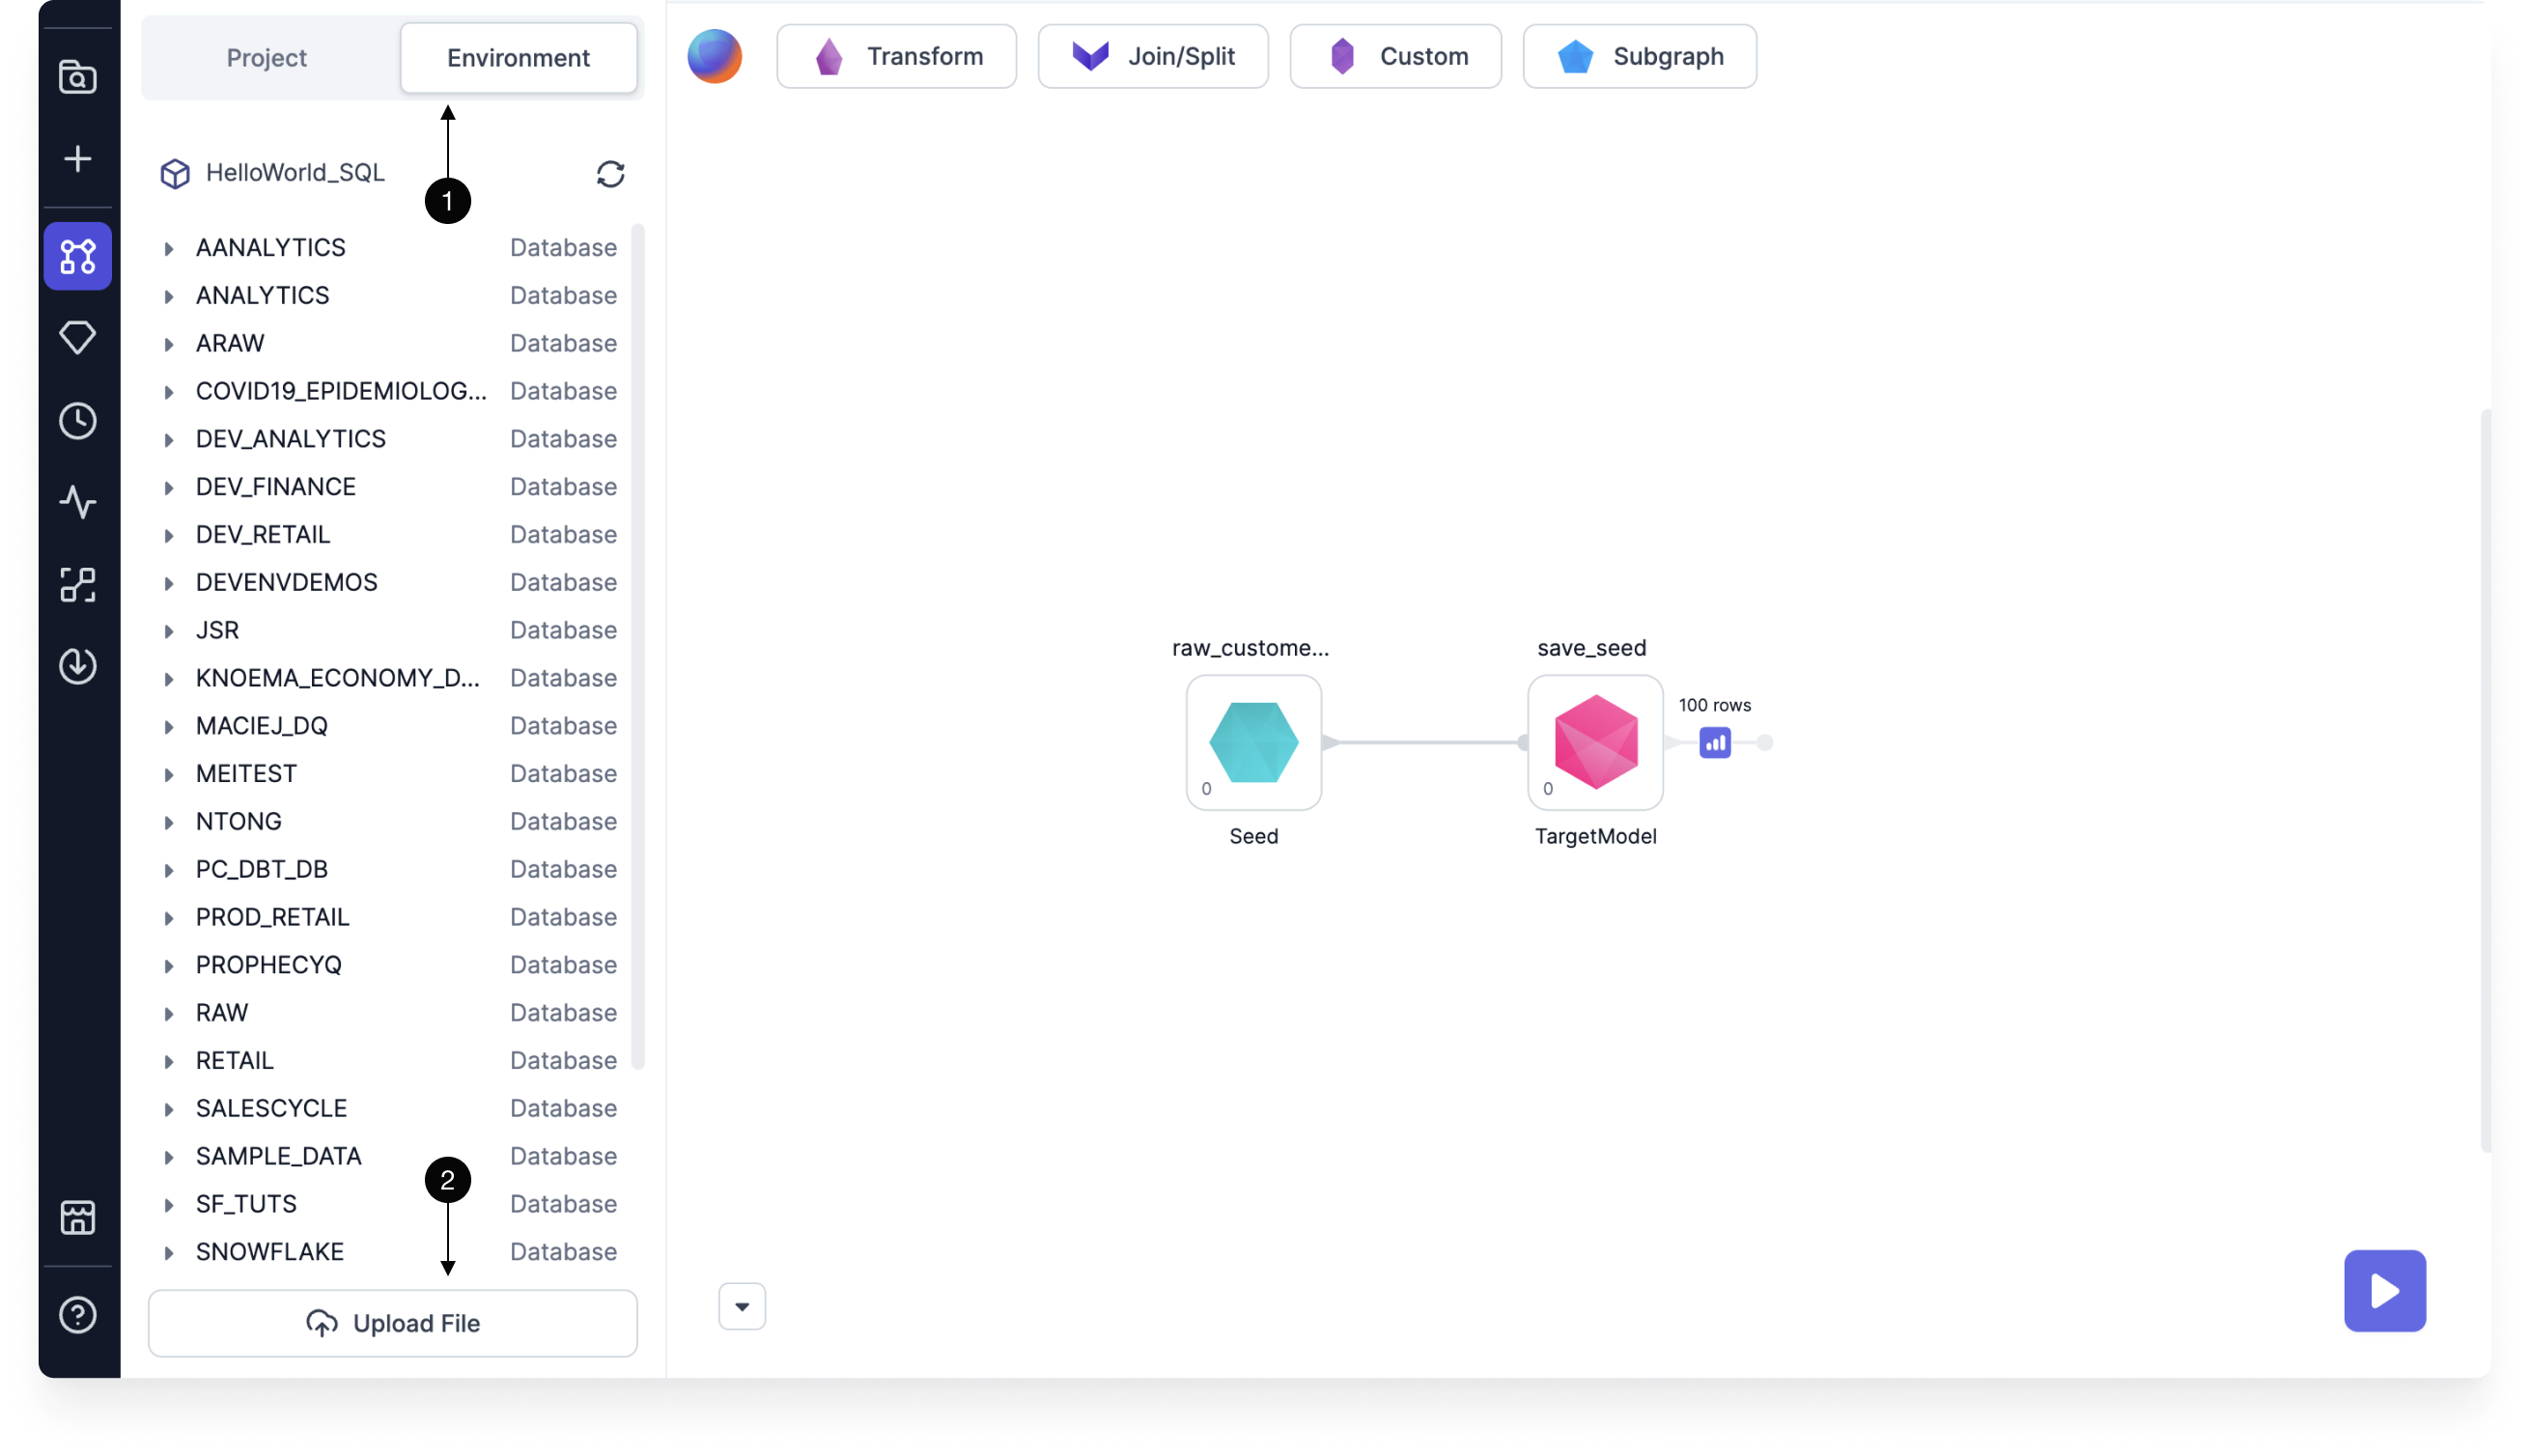 Project
Environment
Transform
Join/Split
Custom
Subgraph
HelloWorld_SQL
1
AANALYTICS Database
ANALYTICS Database
ARAW Database
COVID19_EPIDEMIOLOG... Database
DEV_ANALYTICS Database
DEV_FINANCE Database
DEV_RETAIL Database
DEVENVDEMOS Database
JSR Database
KNOEMA_ECONOMY_D... Database
MACIEJ_DQ Database
MEITEST Database
NTONG Database
PC_DBT_DB Database
PROD_RETAIL Database
PROPHECYQ Database
RAW Database
RETAIL Database
SALESCYCLE Database
SAMPLE_DATA Database
2
SF_TUTS Database
SNOWFLAKE Database
Upload File
raw_custome...
0
Seed
save_seed
0
TargetModel
100 rows